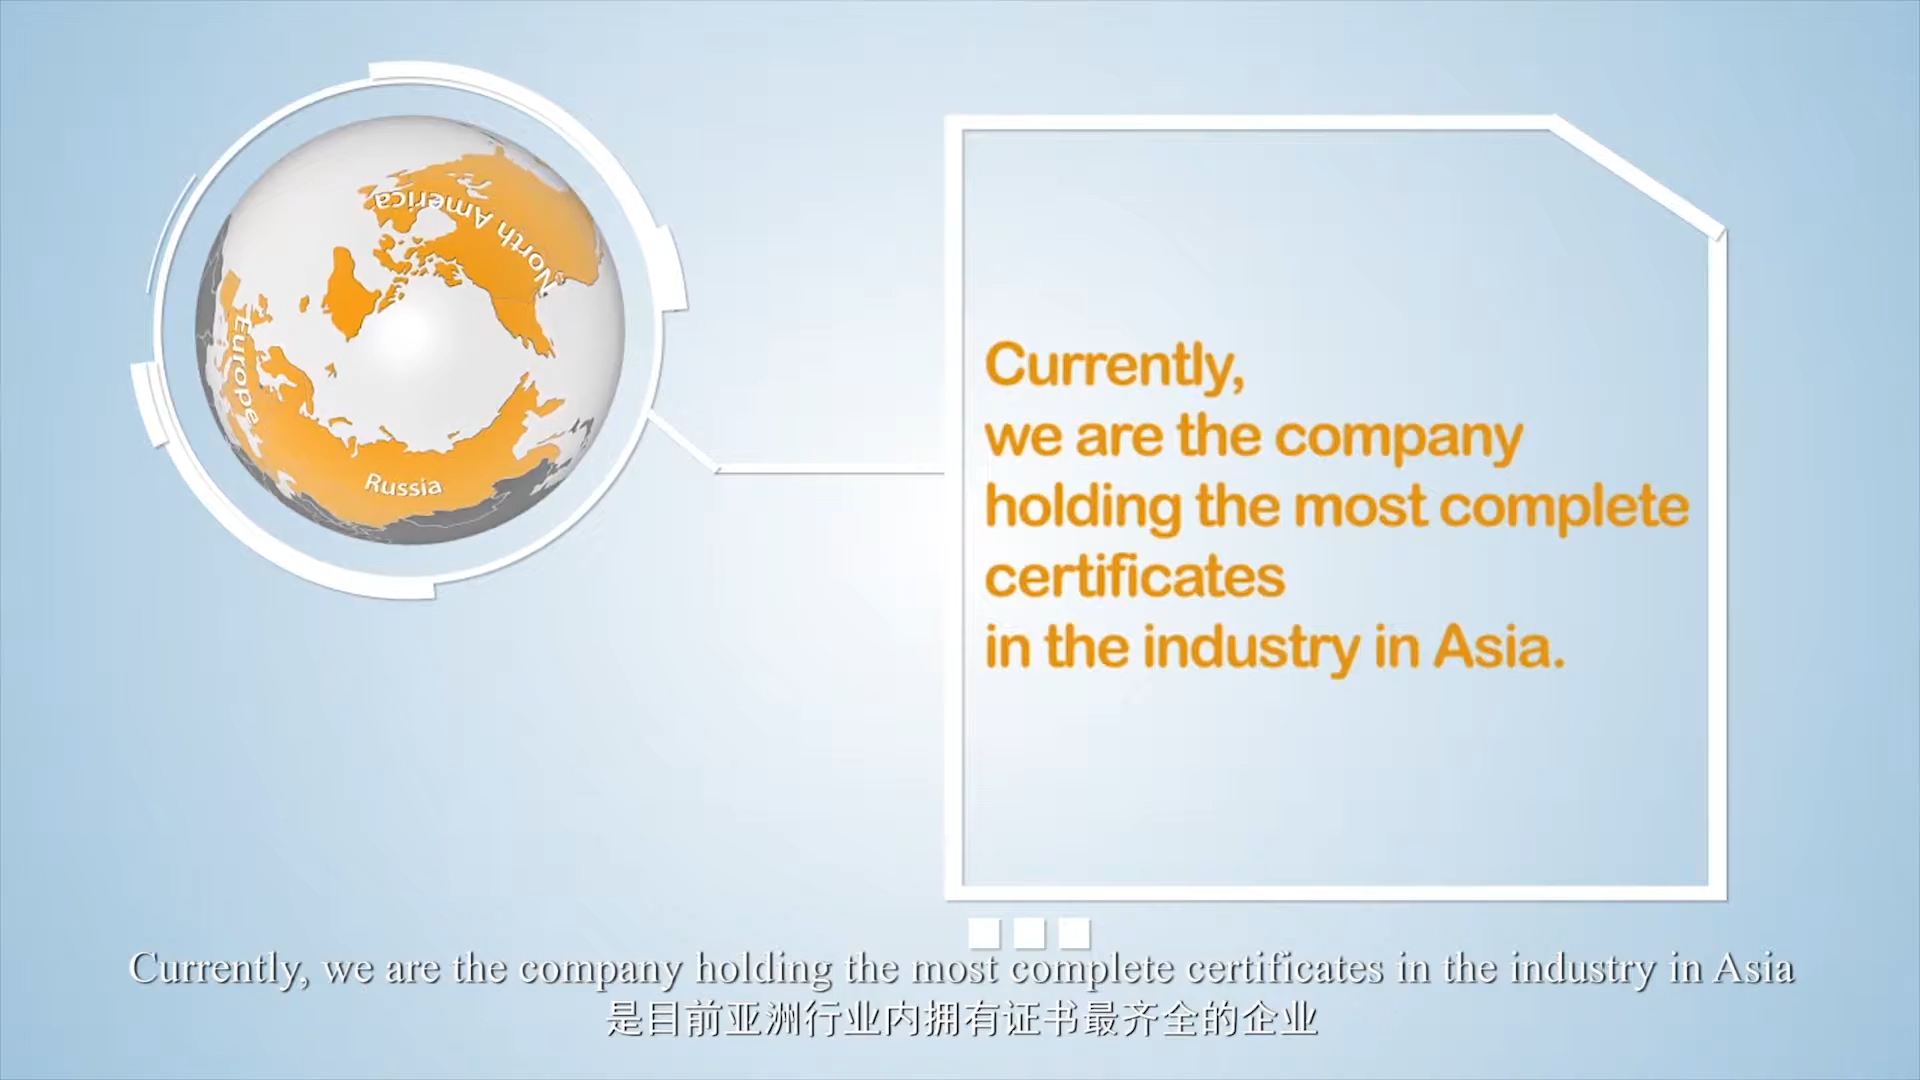 North America
Europe
Russia
Currently,
we are the company
holding the most complete
certificates
in the industry in Asia.
Currently, we are the company holding the most complete certificates in the industry in Asia
是目前亚洲行业内拥有证书最齐全的企业